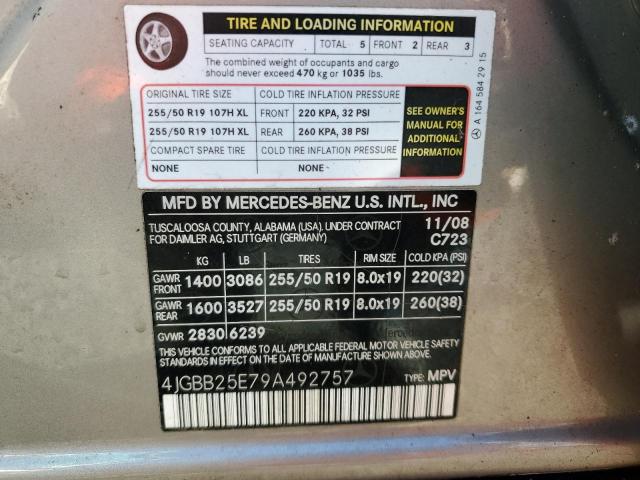 TIRE AND LOADING INFORMATION
SEATING CAPACITY TOTAL 5 FRONT 2 REAR 3
The combined weight of occupants and cargo
should never exceed 470 kg or 1035 lbs.
ORIGINAL TIRE SIZE COLD TIRE INFLATION PRESSURE
255/50 R19 107H XL FRONT 220 KPA, 32 PSI
255/50 R19 107H XL REAR 260 KPA, 38 PSI
COMPACT SPARE TIRE COLD TIRE INFLATION PRESSURE
NONE NONE
SEE OWNER'S
MANUAL FOR
ADDITIONAL
INFORMATION
A 164 584 29 15
MFD BY MERCEDES-BENZ U.S. INTL., INC
TUSCALOOSA COUNTY, ALABAMA (USA). UNDER CONTRACT 11/08
FOR DAIMLER AG, STUTTGART (GERMANY) C723
KG LB TIRES RIM SIZE COLD KPA (PSI)
GAWR FRONT 1400 3086 255/50 R19 8.0x19 220(32)
GAWR REAR 1600 3527 255/50 R19 8.0x19 260(38)
GVWR 2830 6239
THIS VEHICLE CONFORMS TO ALL APPLICABLE FEDERAL MOTOR VEHICLE SAFETY
STANDARDS IN EFFECT ON THE DATE OF MANUFACTURE SHOWN ABOVE.
4JGBB25E79A492757 TYPE: MPV